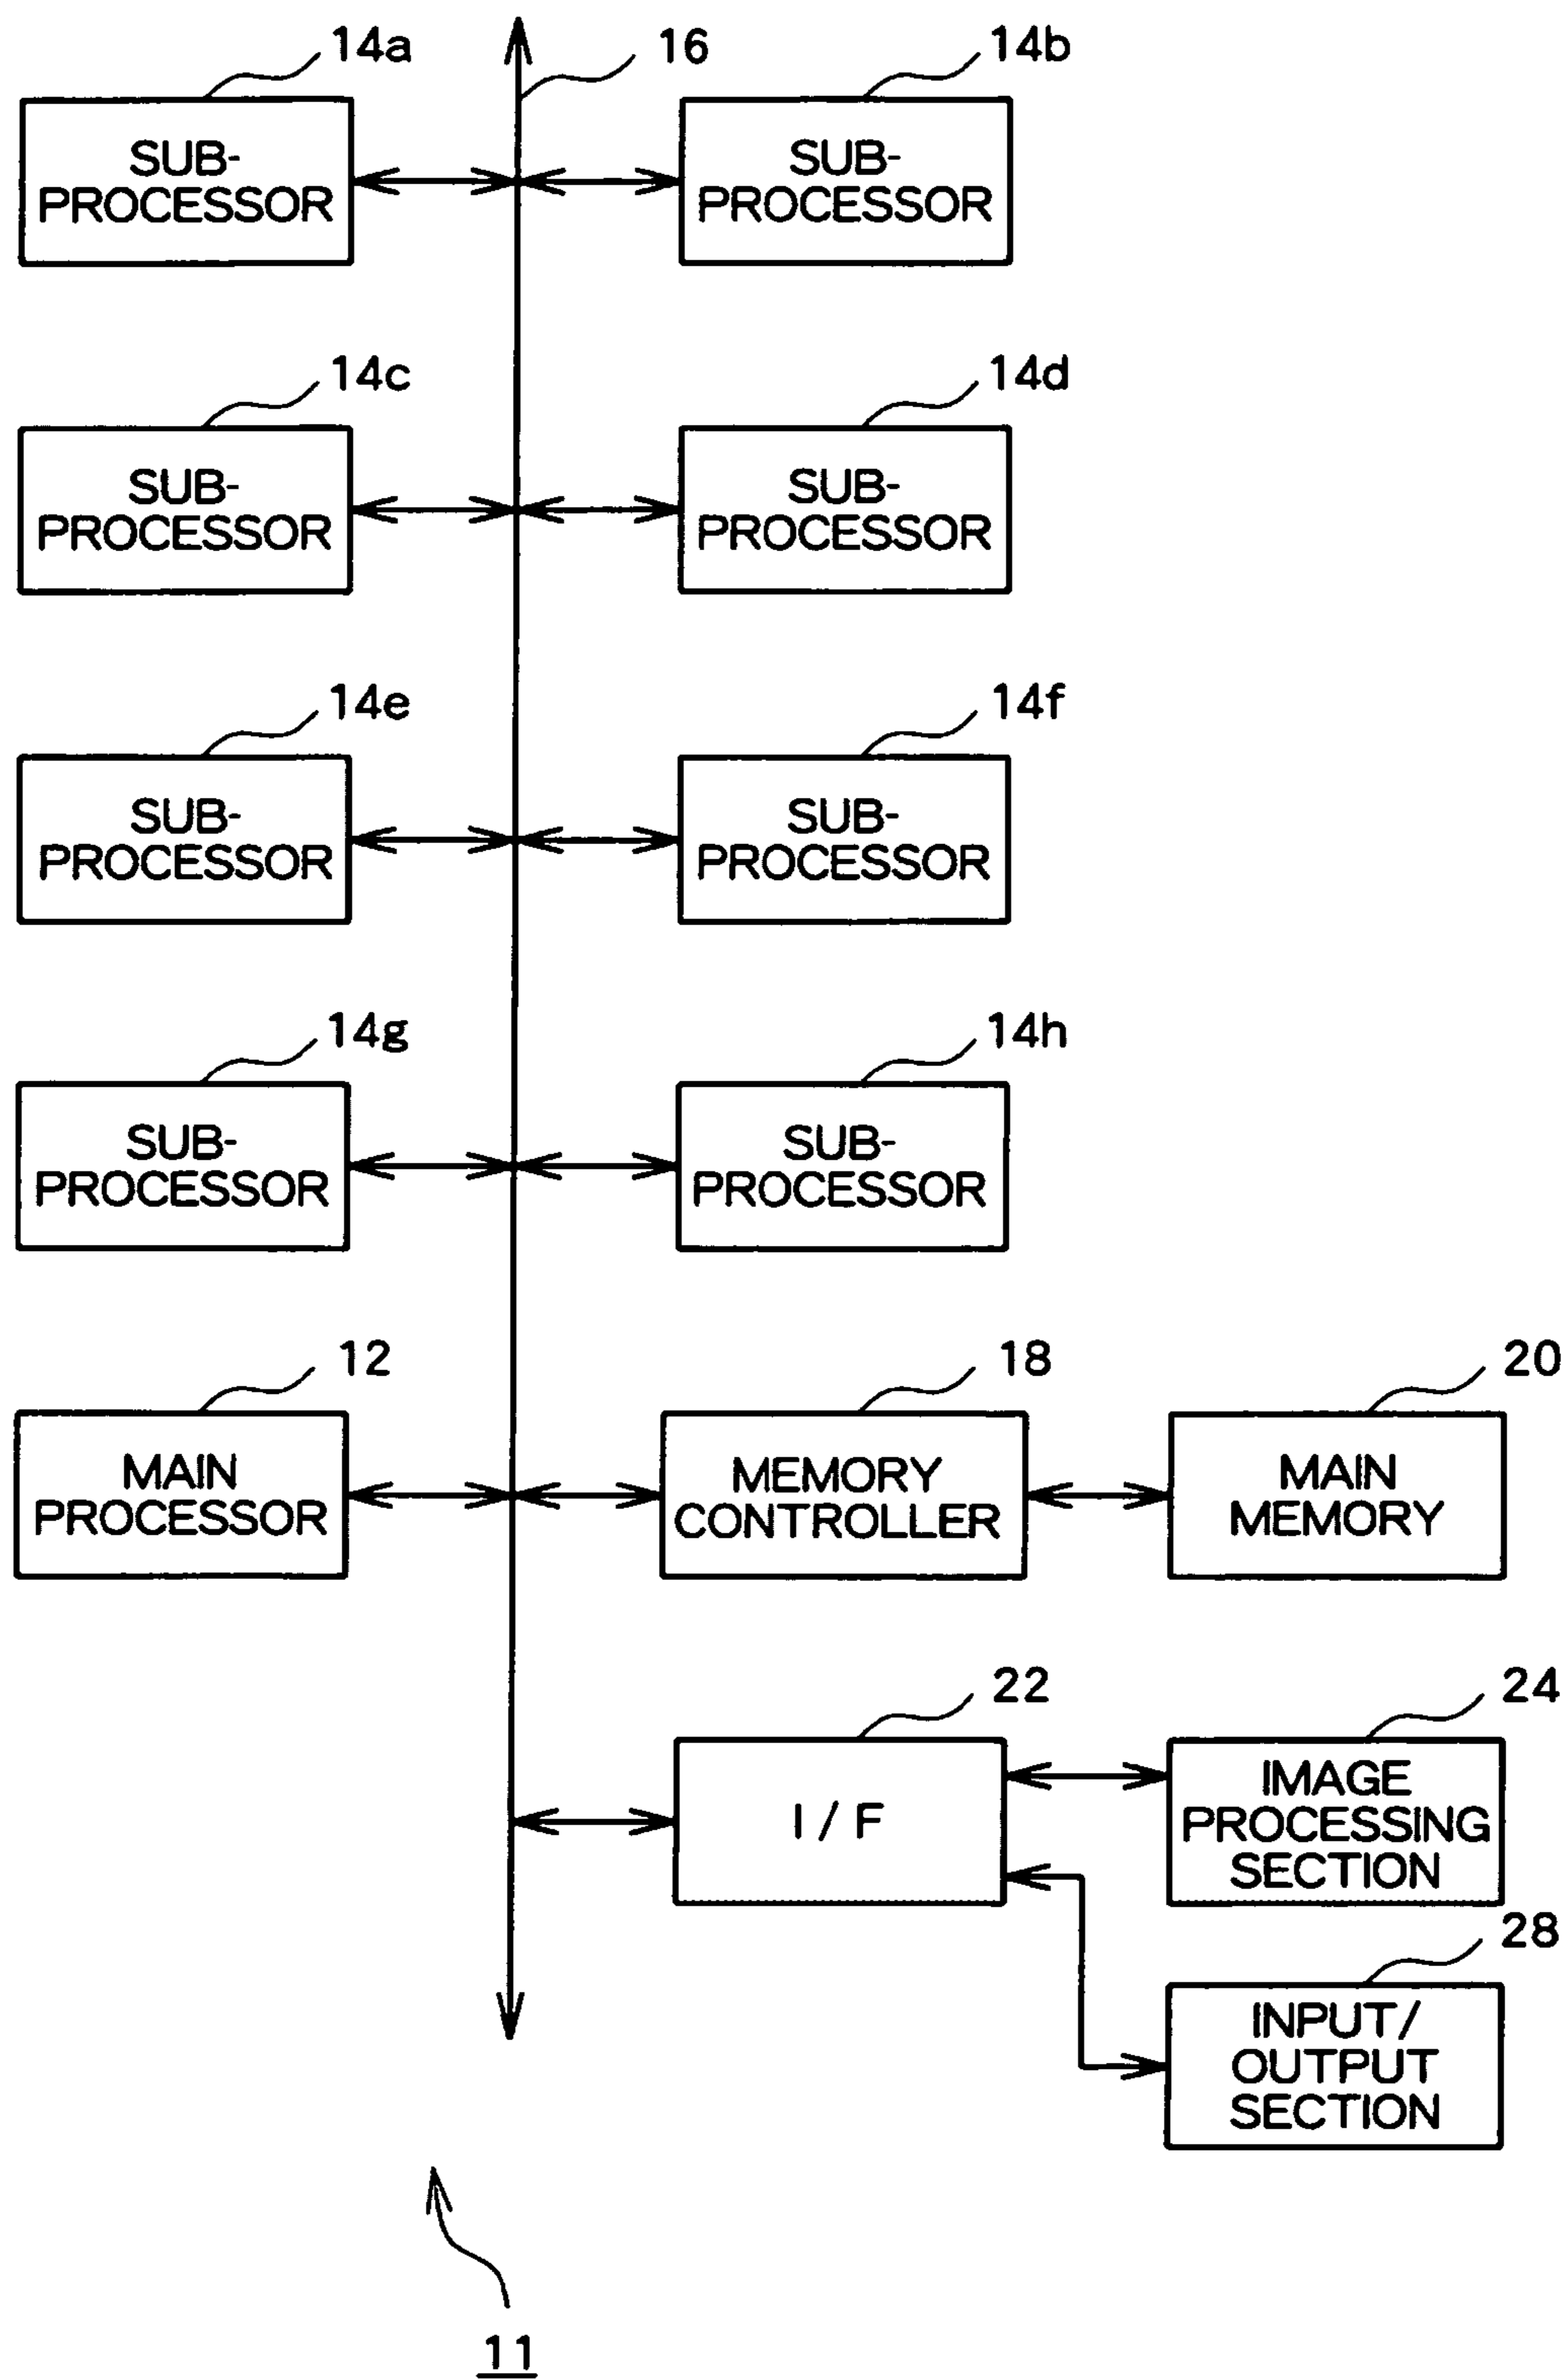 14a
16
14b
SUB-
PROCESSOR
SUB-
PROCESSOR
14c
14d
SUB-
PROCESSOR
SUB-
PROCESSOR
14e
14f
SUB-
PROCESSOR
SUB-
PROCESSOR
14g
14h
SUB-
PROCESSOR
SUB-
PROCESSOR
12
18
20
MAIN
PROCESSOR
MEMORY
CONTROLLER
MAIN
MEMORY
22
24
I / F
IMAGE
PROCESSING
SECTION
28
INPUT/
OUTPUT
SECTION
11